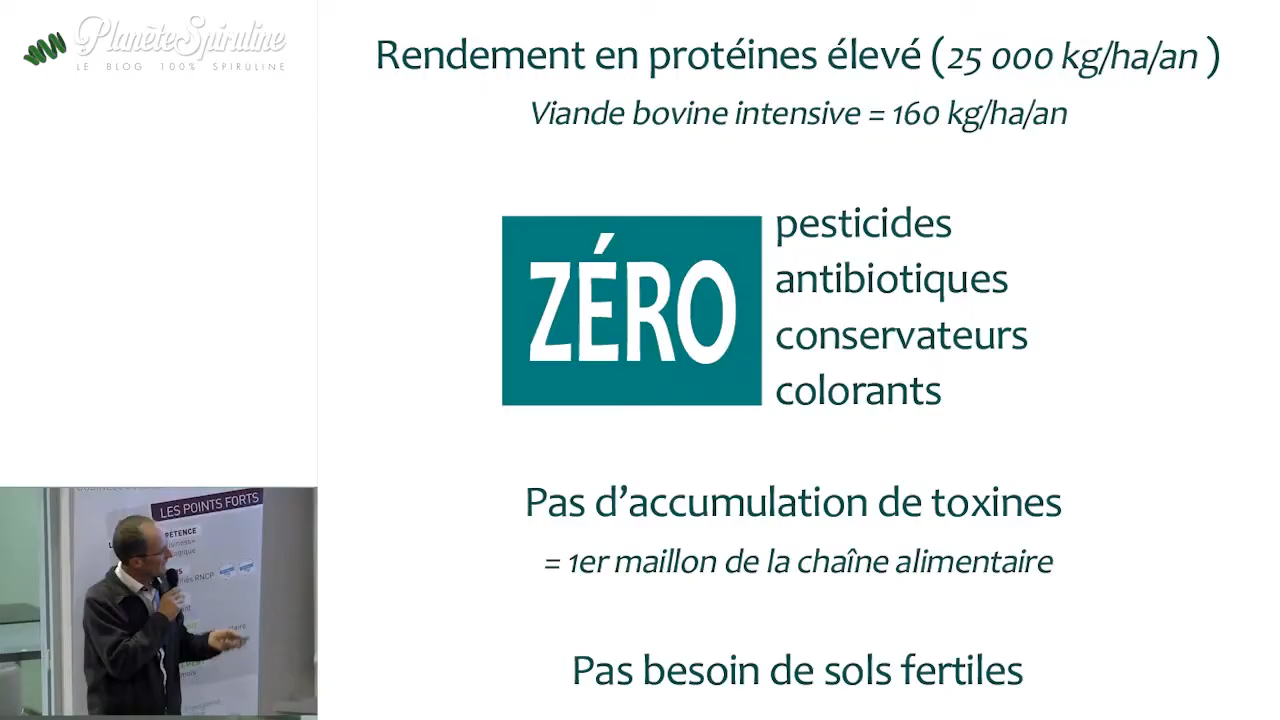 PlanèteSpiruline
LE BLOG 100% SPIRULINE
Rendement en protéines élevé (25 000 kg/ha/an )
Viande bovine intensive = 160 kg/ha/an
ZÉRO
pesticides
antibiotiques
conservateurs
colorants
Pas d’accumulation de toxines
= 1er maillon de la chaîne alimentaire
Pas besoin de sols fertiles
LES POINTS FORTS
RNCP